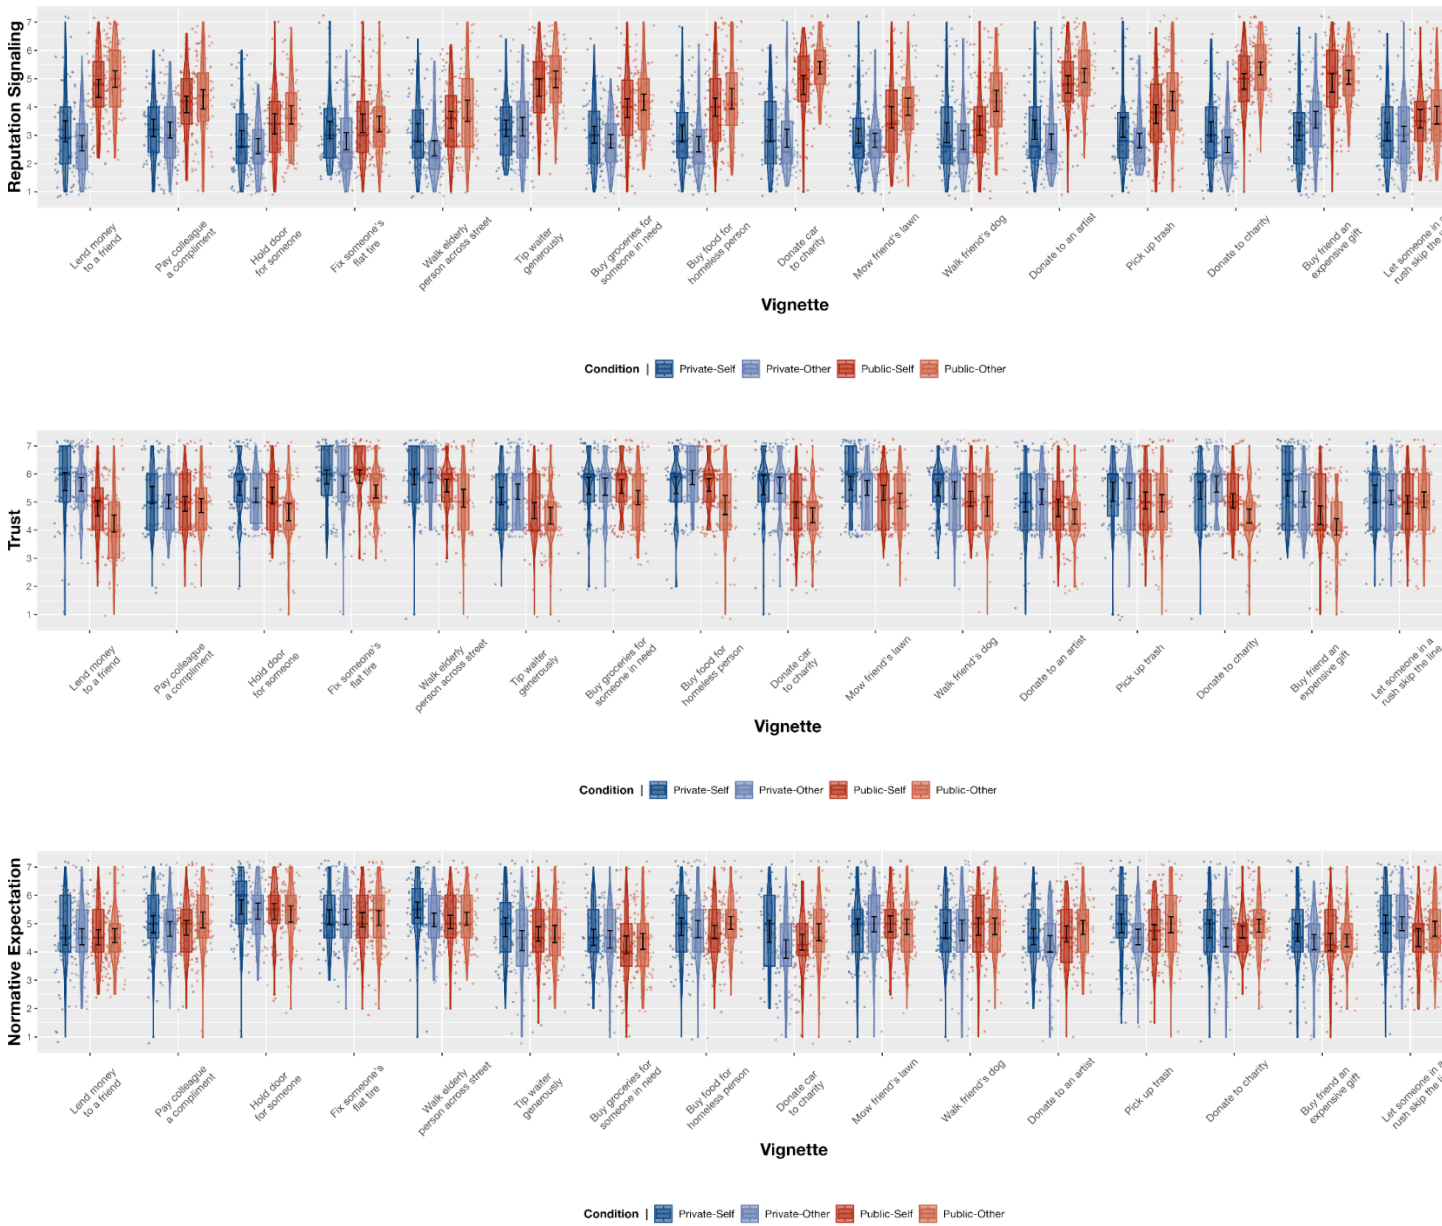 Reputation Signaling
7
6
5
4
3
2
1
Lend money
to a friend
Pay colleague
a compliment
Hold door
for someone
Fix someone's
flat tire
Walk elderly
person across street
Tip waiter
generously
Buy groceries for
someone in need
Buy food for
homeless person
Donate car
to charity
Mow friend's lawn
Walk friend's dog
Donate to an artist
Pick up trash
Donate to charity
Buy friend an
expensive gift
Let someone in a
rush skip the
Vignette
Condition | Private-Self Private-Other Public-Self Public-Other
Trust
7
6
5
4
3
2
1
Lend money
to a friend
Pay colleague
a compliment
Hold door
for someone
Fix someone's
flat tire
Walk elderly
person across street
Tip waiter
generously
Buy groceries for
someone in need
Buy food for
homeless person
Donate car
to charity
Mow friend's lawn
Walk friend's dog
Donate to an artist
Pick up trash
Donate to charity
Buy friend an
expensive gift
Let someone in a
rush skip the line
Vignette
Condition | Private-Self Private-Other Public-Self Public-Other
Normative Expectation
7
6
5
4
3
2
1
Lend money
to a friend
Pay colleague
a compliment
Hold door
for someone
Fix someone's
flat tire
Walk elderly
person across street
Tip waiter
generously
Buy groceries for
someone in need
Buy food for
homeless person
Donate car
to charity
Mow friend's lawn
Walk friend's dog
Donate to an artist
Pick up trash
Donate to charity
Buy friend an
expensive gift
Let someone in a
rush skip the
Vignette
Condition | Private-Self Private-Other Public-Self Public-Other